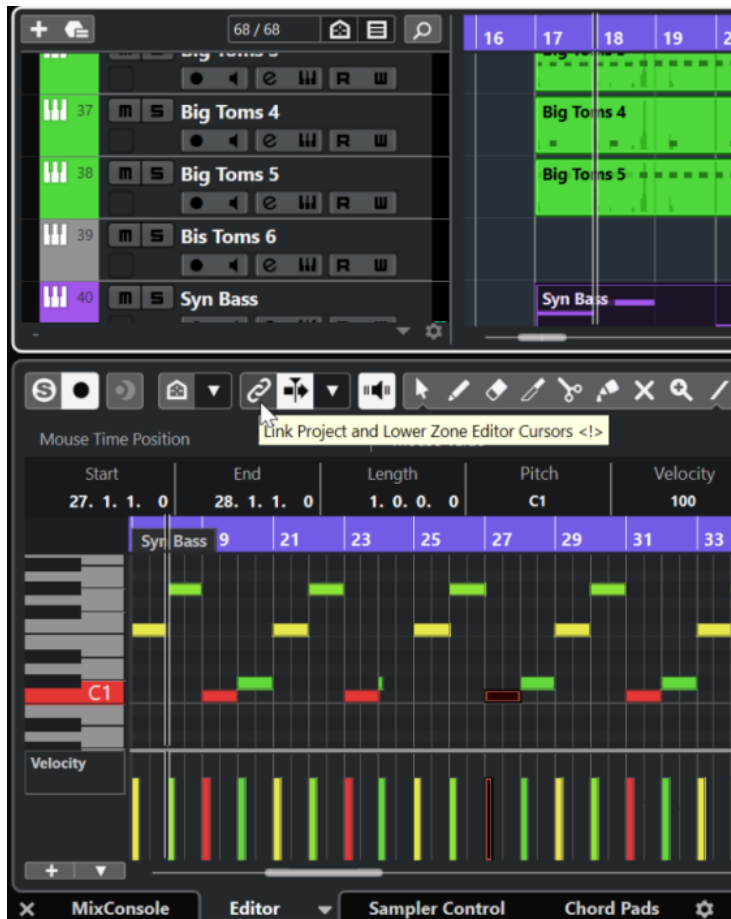 68 / 68
16 17 18 19 2
Big Toms 3
37 m S Big Toms 4
R W
Big Toms 4
38 m S Big Toms 5
R W
Big Toms 5
39 m S Bis Toms 6
R W
40 m S Syn Bass
Syn Bass
Link Project and Lower Zone Editor Cursors <!>
Mouse Time Position
Start End Length Pitch Velocity
27. 1. 1. 0 28. 1. 1. 0 1. 0. 0. 0 C1 100
Syn Bass 9 21 23 25 27 29 31 33
C1
Velocity
MixConsole Editor Sampler Control Chord Pads